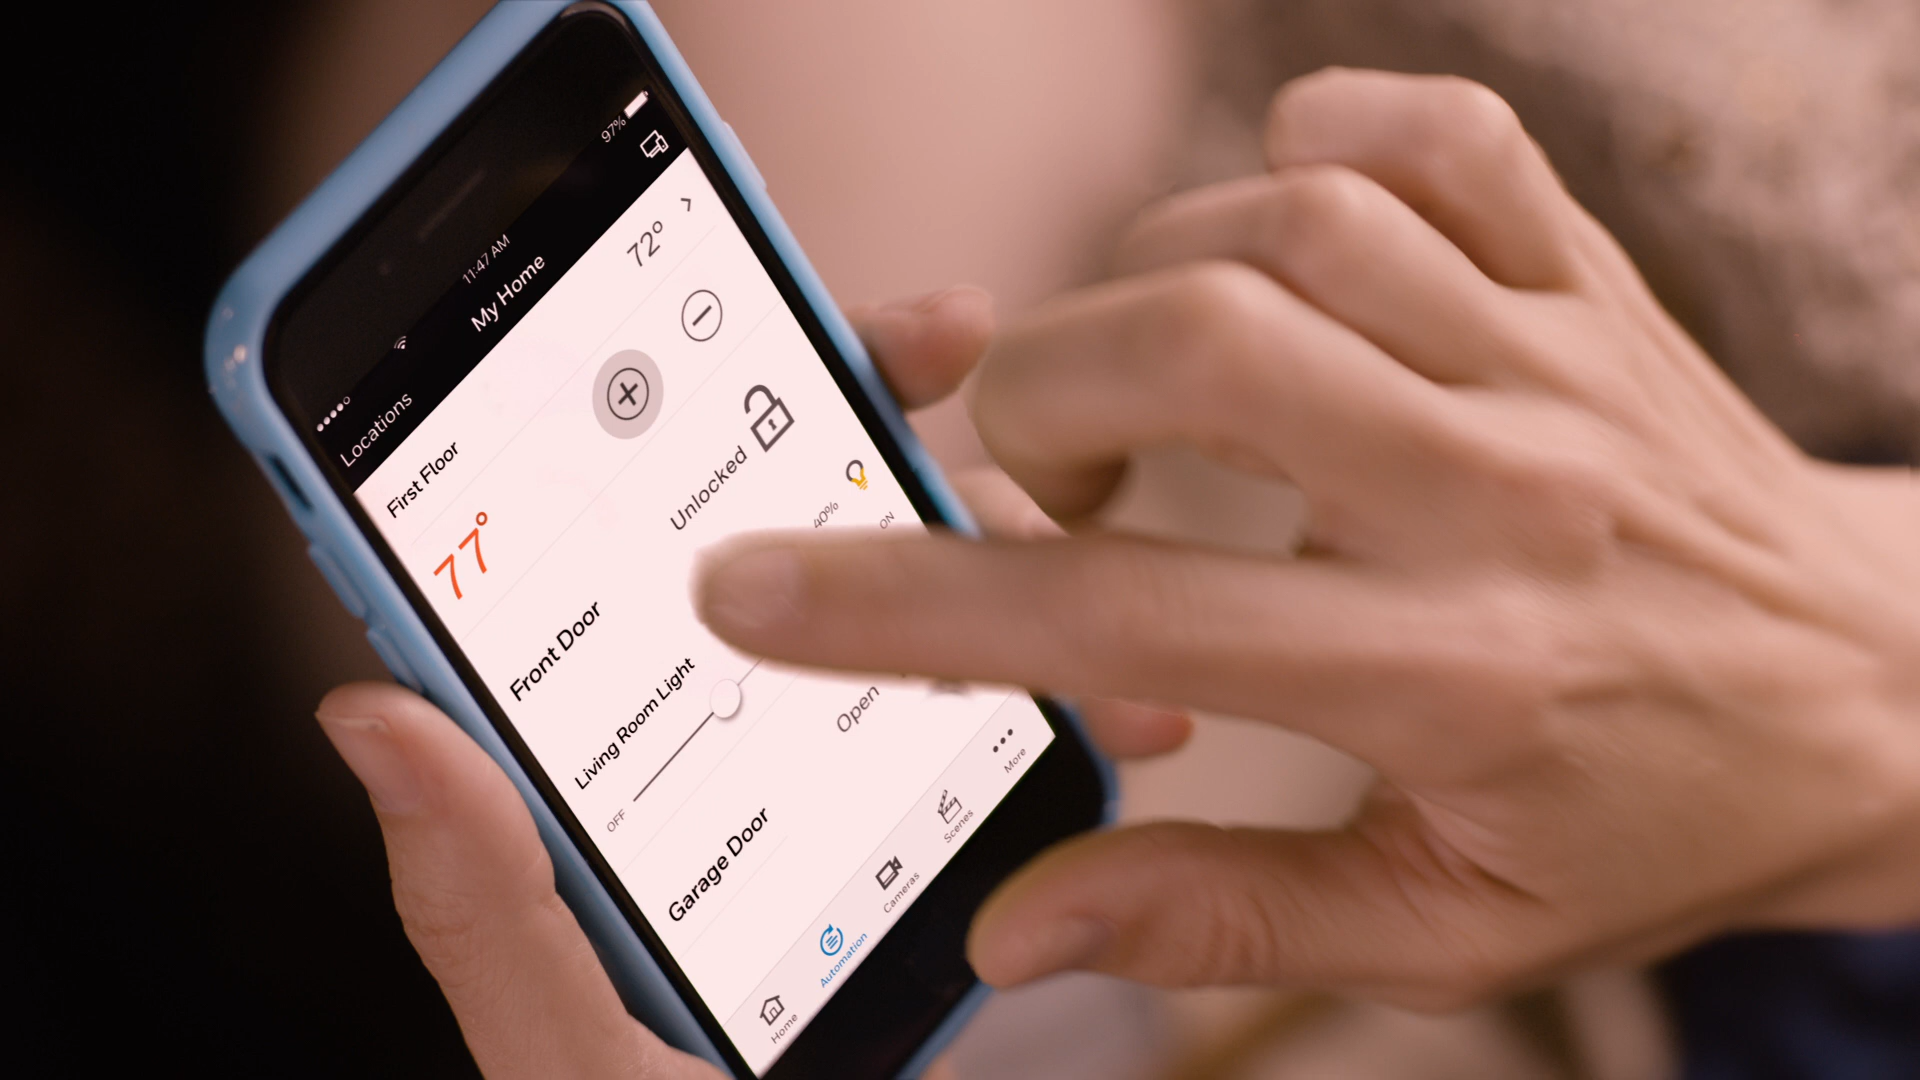 97%
11:47 AM
Locations
My Home
First Floor
72°
77°
Front Door
Unlocked
Living Room Light
40%
OFF
ON
Garage Door
Open
Home
Automation
Cameras
Scenes
More